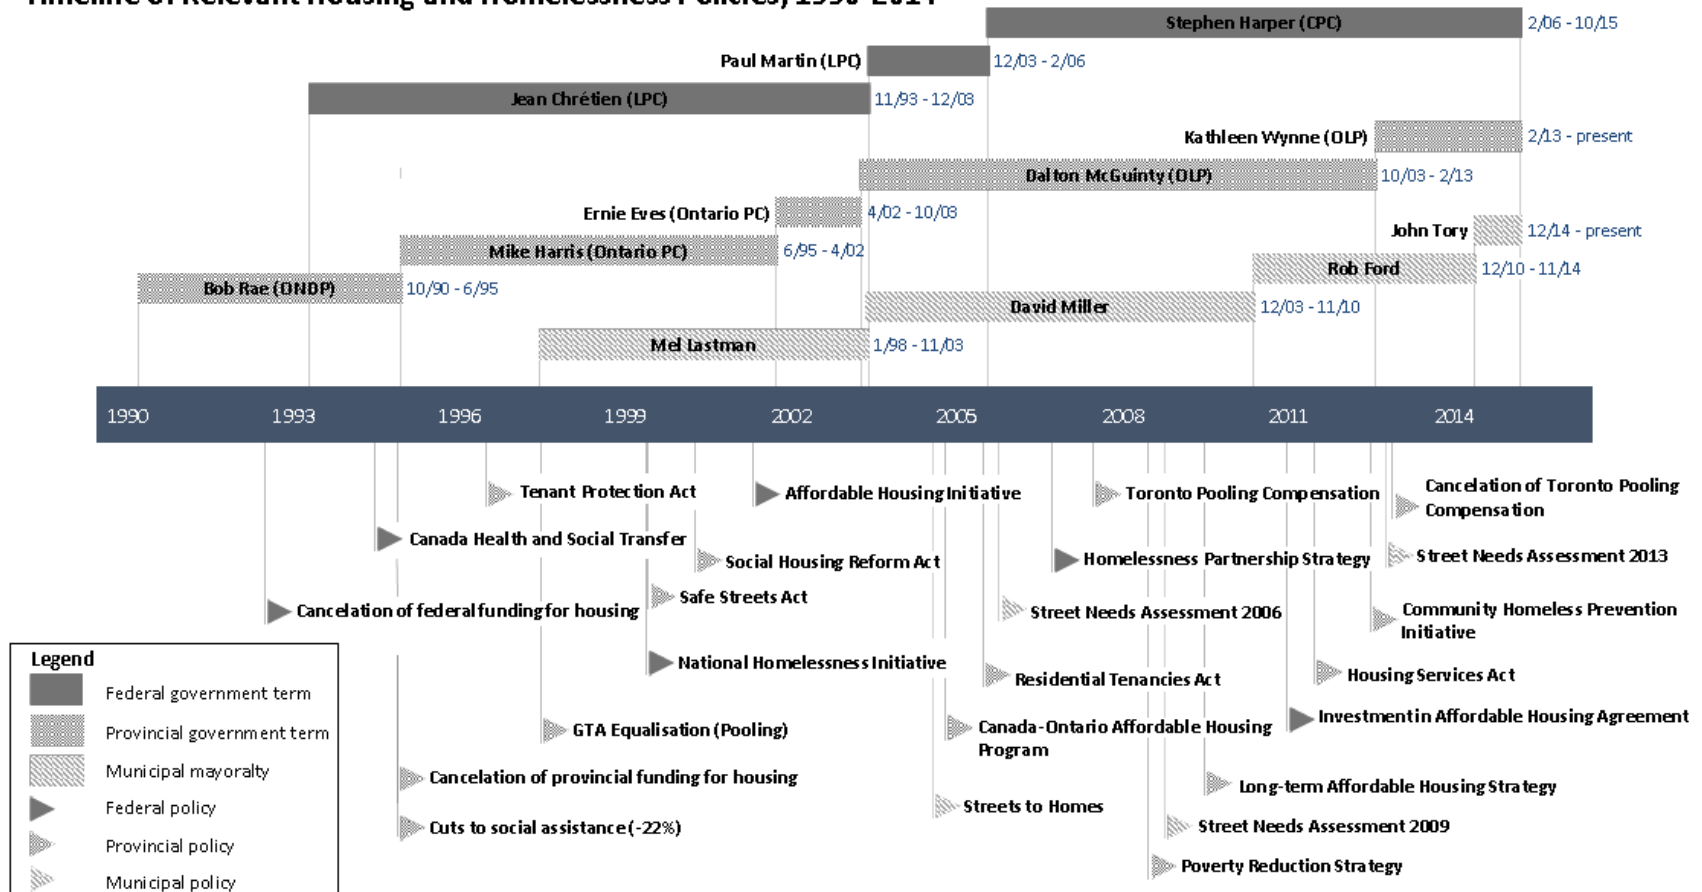 Timeline of Relevant Housing and Homelessness Policies, 1990-2014
Stephen Harper (CPC) 2/06 - 10/15
Paul Martin (LPC) 12/03 - 2/06
Jean Chrétien (LPC) 11/93 - 12/03
Kathleen Wynne (OLP) 2/13 - present
Dalton McGuinty (OLP) 10/03 - 2/13
Ernie Eves (Ontario PC) 4/02 - 10/03
John Tory 12/14 - present
Mike Harris (Ontario PC) 6/95 - 4/02
Rob Ford 12/10 - 11/14
Bob Rae (ONDP) 10/90 - 6/95
David Miller 12/03 - 11/10
Mel Lastman 1/98 - 11/03
1990 1993 1996 1999 2002 2005 2008 2011 2014
Tenant Protection Act
Affordable Housing Initiative
Toronto Pooling Compensation
Cancelation of Toronto Pooling
Compensation
Canada Health and Social Transfer
Social Housing Reform Act
Homelessness Partnership Strategy
Street Needs Assessment 2013
Safe Streets Act
Cancelation of federal funding for housing
Street Needs Assessment 2006
Community Homeless Prevention
Initiative
National Homelessness Initiative
Residential Tenancies Act
Housing Services Act
GTA Equalisation (Pooling)
Canada-Ontario Affordable Housing
Program
Investment in Affordable Housing Agreement
Cancelation of provincial funding for housing
Long-term Affordable Housing Strategy
Streets to Homes
Cuts to social assistance (-22%)
Street Needs Assessment 2009
Poverty Reduction Strategy
Legend
Federal government term
Provincial government term
Municipal mayoralty
Federal policy
Provincial policy
Municipal policy